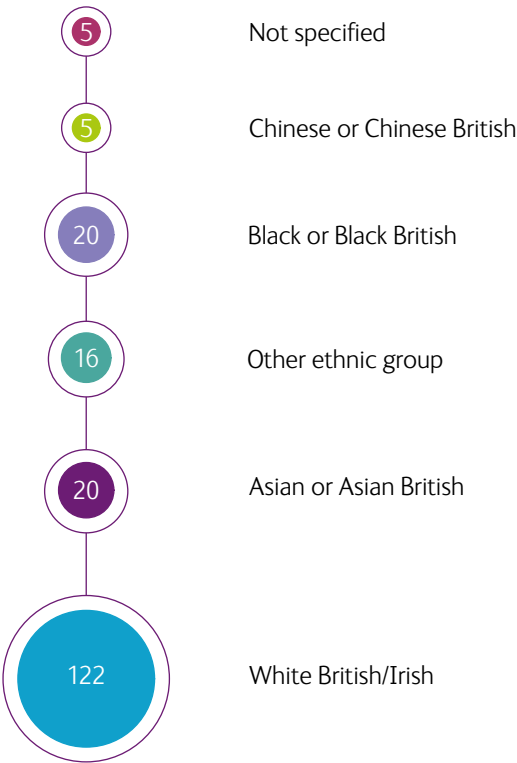 5 Not specified
5 Chinese or Chinese British
20 Black or Black British
16 Other ethnic group
20 Asian or Asian British
122 White British/Irish